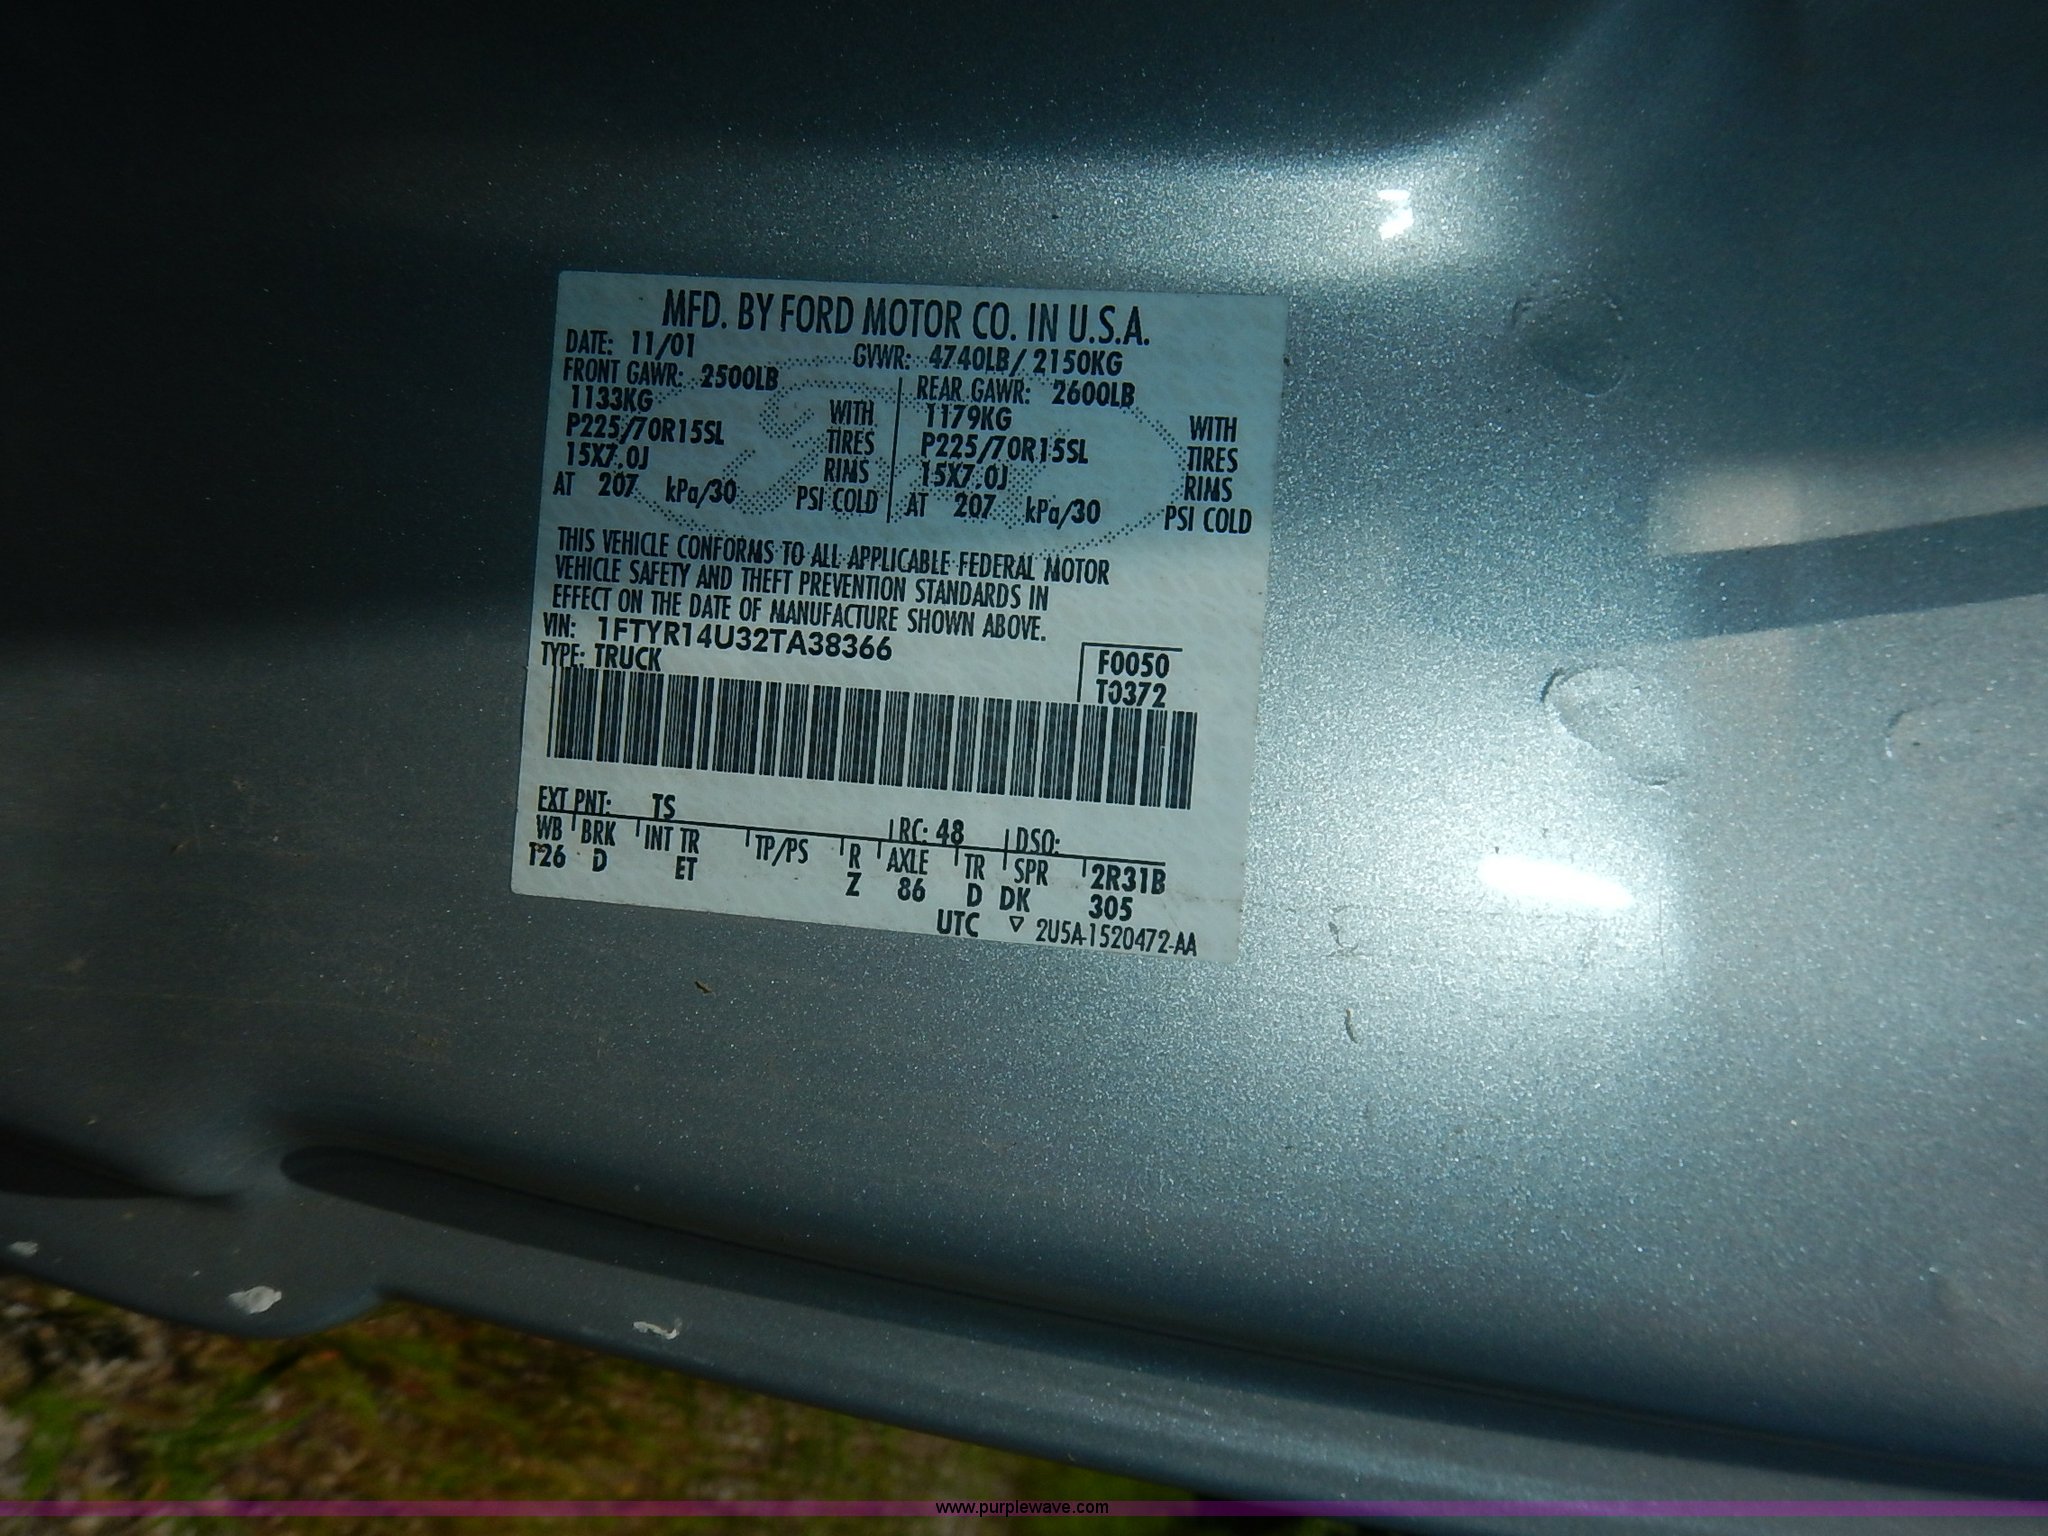 MFD. BY FORD MOTOR CO. IN U.S.A.
DATE: 11/01 GVWR: 4740LB/ 2150KG
FRONT GAWR: 2500LB REAR GAWR: 2600LB
1133KG WITH 1179KG WITH
P225/70R15SL TIRES P225/70R15SL TIRES
15X7.0J RIMS 15X7.0J RIMS
AT 207 kPa/30 PSI COLD AT 207 kPa/30 PSI COLD
THIS VEHICLE CONFORMS TO ALL APPLICABLE FEDERAL MOTOR
VEHICLE SAFETY AND THEFT PREVENTION STANDARDS IN
EFFECT ON THE DATE OF MANUFACTURE SHOWN ABOVE.
VIN: 1FTYR14U32TA38366 F0050
TYPE: TRUCK T0372
EXT PNT: TS RC: 48 DSO:
WB BRK INT TR TP/PS R AXLE TR SPR 2R31B
126 D ET Z 86 D DK 305
UTC ▽ 2U5A-1520472-AA
www.purplewave.com